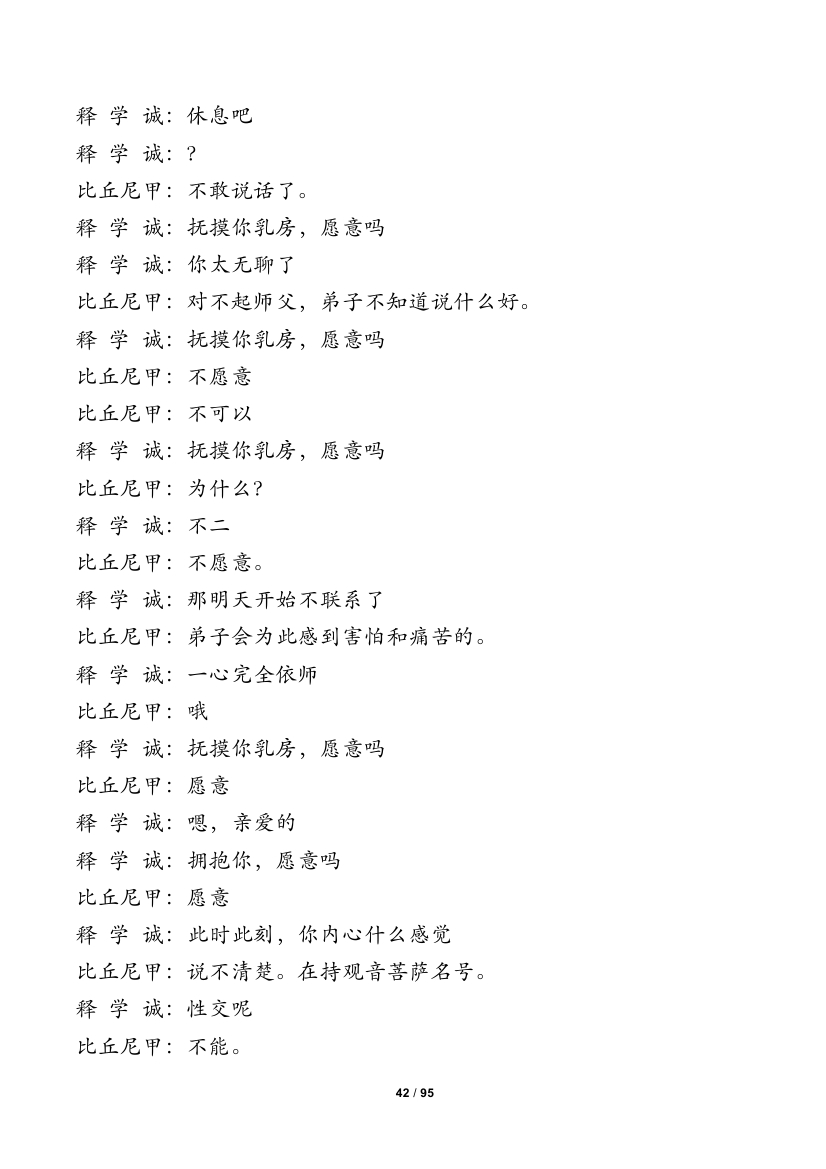 释 学 诚：休息吧
释 学 诚：?
比丘尼甲：不敢说话了。
释 学 诚：抚摸你乳房，愿意吗
释 学 诚：你太无聊了
比丘尼甲：对不起师父，弟子不知道说什么好。
释 学 诚：抚摸你乳房，愿意吗
比丘尼甲：不愿意
比丘尼甲：不可以
释 学 诚：抚摸你乳房，愿意吗
比丘尼甲：为什么?
释 学 诚：不二
比丘尼甲：不愿意。
释 学 诚：那明天开始不联系了
比丘尼甲：弟子会为此感到害怕和痛苦的。
释 学 诚：一心完全依师
比丘尼甲：哦
释 学 诚：抚摸你乳房，愿意吗
比丘尼甲：愿意
释 学 诚：嗯，亲爱的
释 学 诚：拥抱你，愿意吗
比丘尼甲：愿意
释 学 诚：此时此刻，你内心什么感觉
比丘尼甲：说不清楚。在持观音菩萨名号。
释 学 诚：性交呢
比丘尼甲：不能。
42 / 95